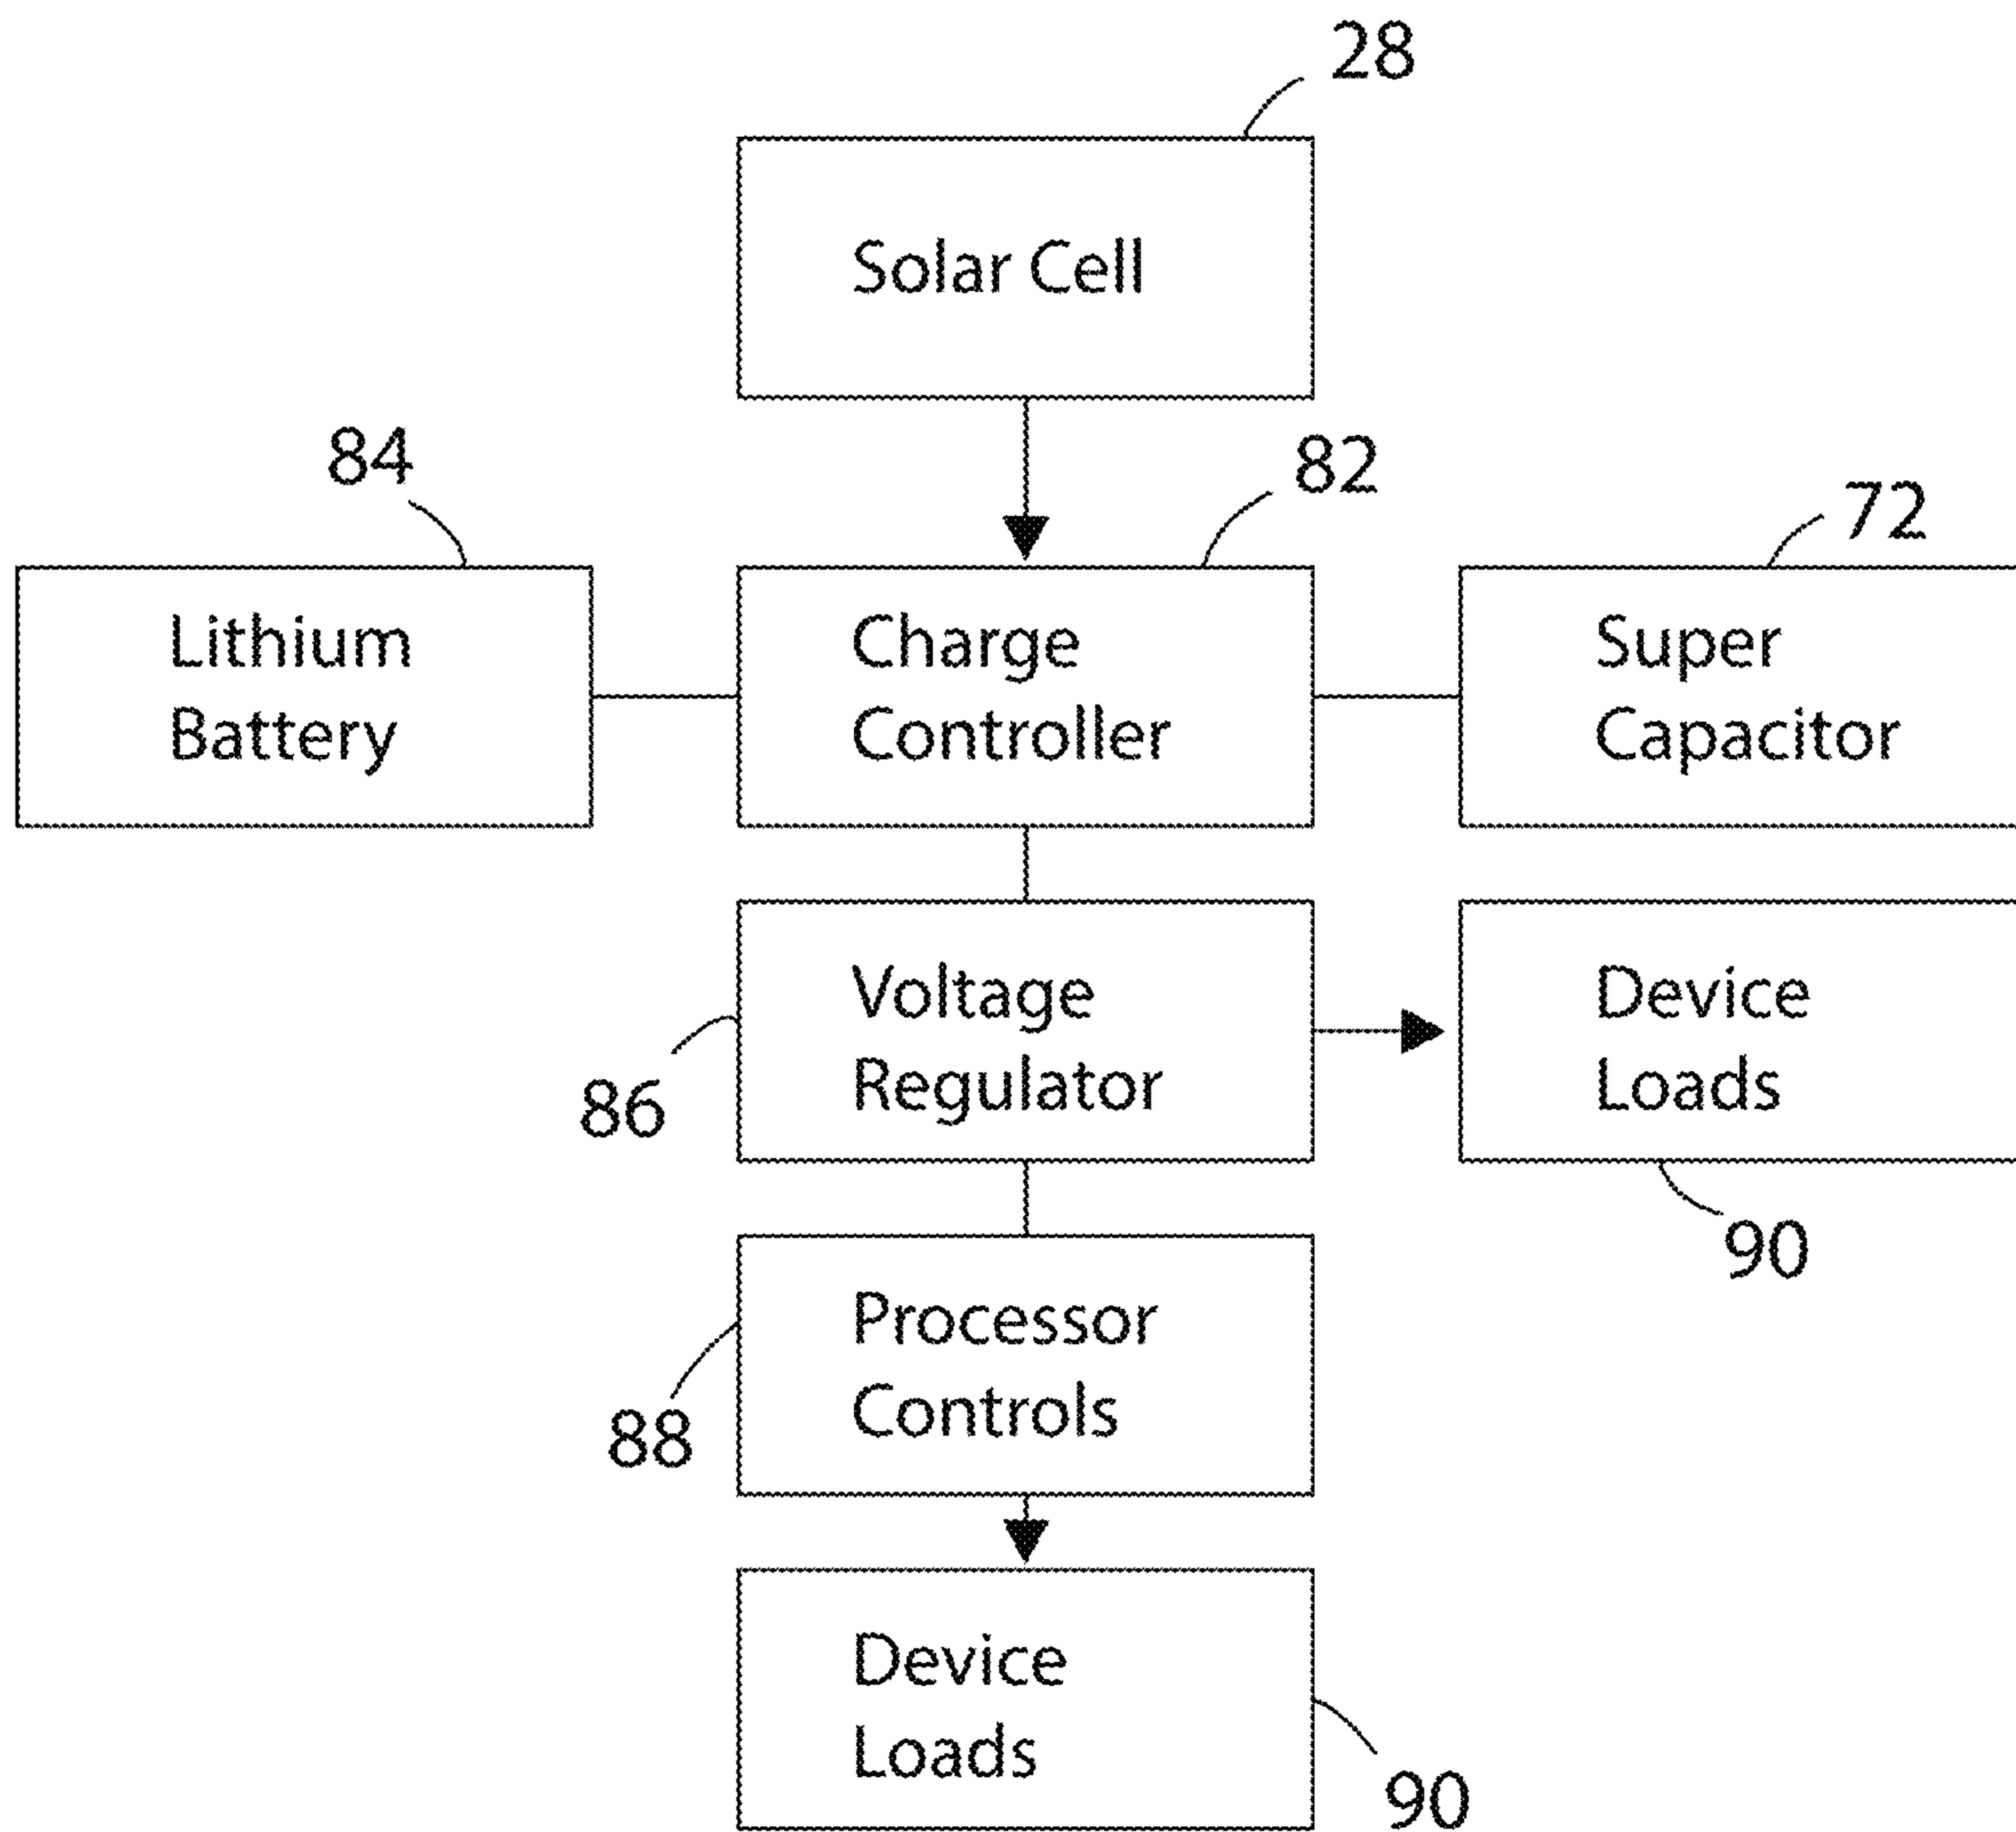 28
Solar Cell
84
82
72
Lithium
Battery
Charge
Controller
Super
Capacitor
Voltage
Regulator
Device
Loads
86
90
Processor
Controls
88
Device
Loads
90